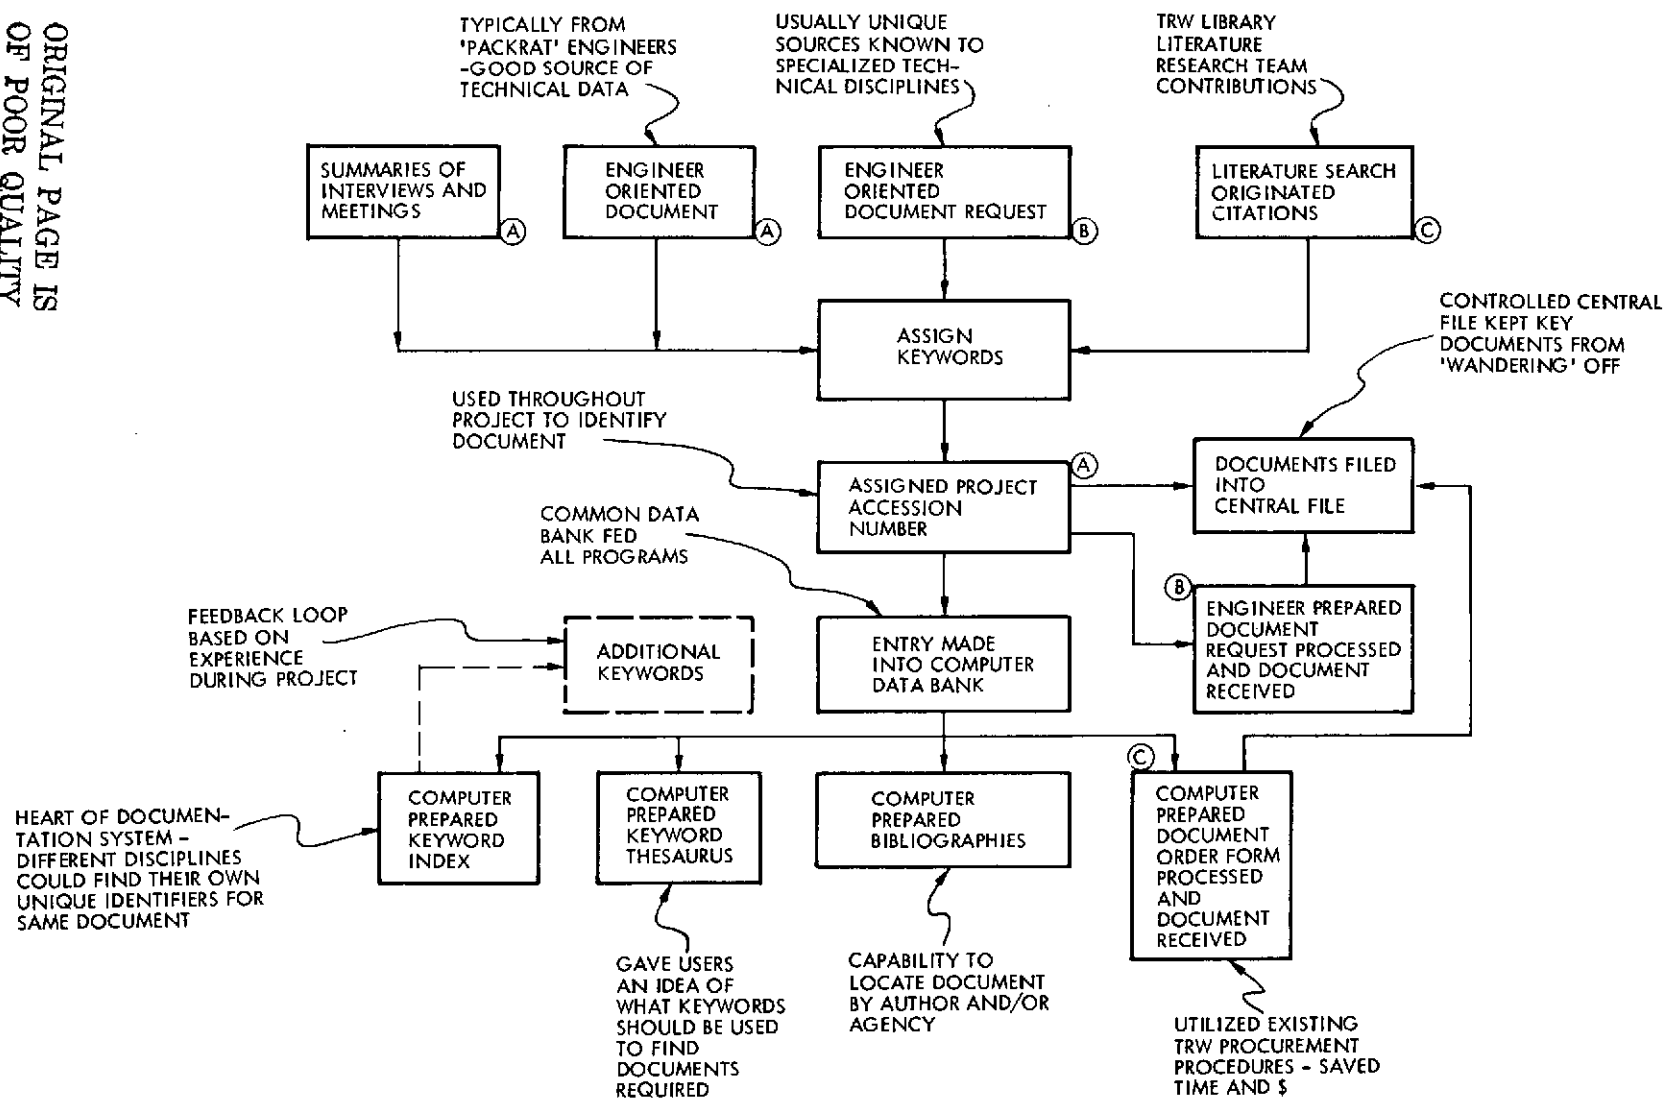 ORIGINAL PAGE IS
OF POOR QUALITY
TYPICALLY FROM
'PACKRAT' ENGINEERS
-GOOD SOURCE OF
TECHNICAL DATA
USUALLY UNIQUE
SOURCES KNOWN TO
SPECIALIZED TECH-
NICAL DISCIPLINES
TRW LIBRARY
LITERATURE
RESEARCH TEAM
CONTRIBUTIONS
SUMMARIES OF
INTERVIEWS AND
MEETINGS
A
ENGINEER
ORIENTED
DOCUMENT
A
ENGINEER
ORIENTED
DOCUMENT REQUEST
B
LITERATURE SEARCH
ORIGINATED
CITATIONS
C
ASSIGN
KEYWORDS
CONTROLLED CENTRAL
FILE KEPT KEY
DOCUMENTS FROM
'WANDERING' OFF
USED THROUGHOUT
PROJECT TO IDENTIFY
DOCUMENT
ASSIGNED PROJECT
ACCESSION
NUMBER
A
DOCUMENTS FILED
INTO
CENTRAL FILE
COMMON DATA
BANK FED
ALL PROGRAMS
B
ENGINEER PREPARED
DOCUMENT
REQUEST PROCESSED
AND DOCUMENT
RECEIVED
FEEDBACK LOOP
BASED ON
EXPERIENCE
DURING PROJECT
ADDITIONAL
KEYWORDS
ENTRY MADE
INTO COMPUTER
DATA BANK
HEART OF DOCUMEN-
TATION SYSTEM -
DIFFERENT DISCIPLINES
COULD FIND THEIR OWN
UNIQUE IDENTIFIERS FOR
SAME DOCUMENT
COMPUTER
PREPARED
KEYWORD
INDEX
COMPUTER
PREPARED
KEYWORD
THESAURUS
COMPUTER
PREPARED
BIBLIOGRAPHIES
C
COMPUTER
PREPARED
DOCUMENT
ORDER FORM
PROCESSED
AND
DOCUMENT
RECEIVED
GAVE USERS
AN IDEA OF
WHAT KEYWORDS
SHOULD BE USED
TO FIND
DOCUMENTS
REQUIRED
CAPABILITY TO
LOCATE DOCUMENT
BY AUTHOR AND/OR
AGENCY
UTILIZED EXISTING
TRW PROCUREMENT
PROCEDURES - SAVED
TIME AND $